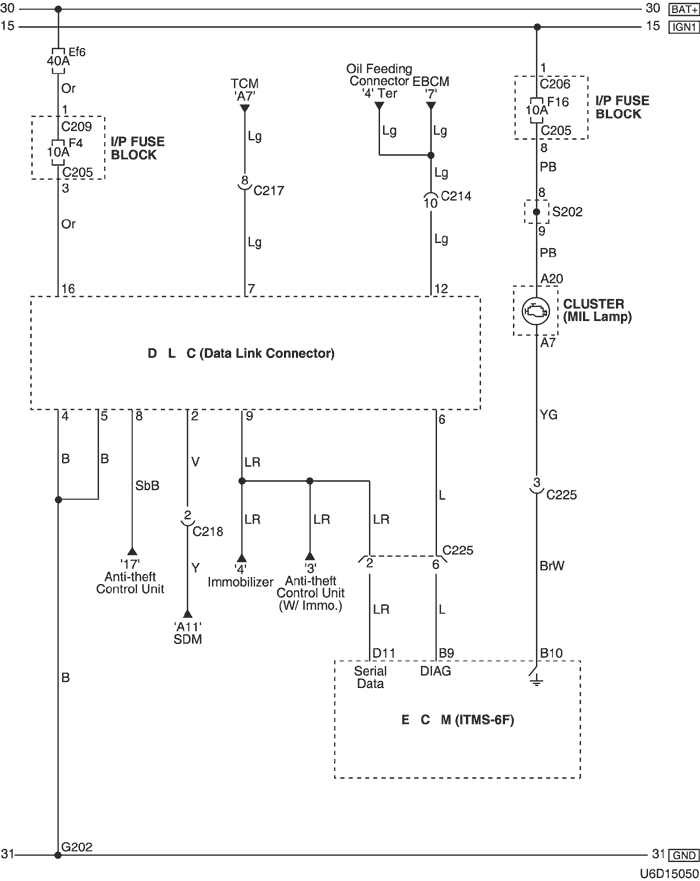 30 30 BAT+
15 15 IGN1
Ef6
40A
Or
1
C209
F4
10A
C205
I/P FUSE
BLOCK
3
Or
16
TCM
'A7'
Lg
8
C217
Lg
7
Oil Feeding
Connector
'4' Ter
EBCM
'7'
Lg Lg
Lg
C214
10
Lg
12
1
C206
F16
10A
C205
I/P FUSE
BLOCK
8
PB
8
S202
9
PB
A20
CLUSTER
(MIL Lamp)
A7
YG
3
C225
BrW
D L C (Data Link Connector)
4 5 8 2 9 6
B B SbB V LR L
2
C218
Y
'A11'
SDM
'17'
Anti-theft
Control Unit
LR LR LR
'4'
Immobilizer
'3'
Anti-theft
Control Unit
(W/ Immo.)
C225
2 6
LR L
D11 B9 B10
Serial
Data
DIAG
E C M (ITMS-6F)
B
G202
31 31 GND
U6D15050